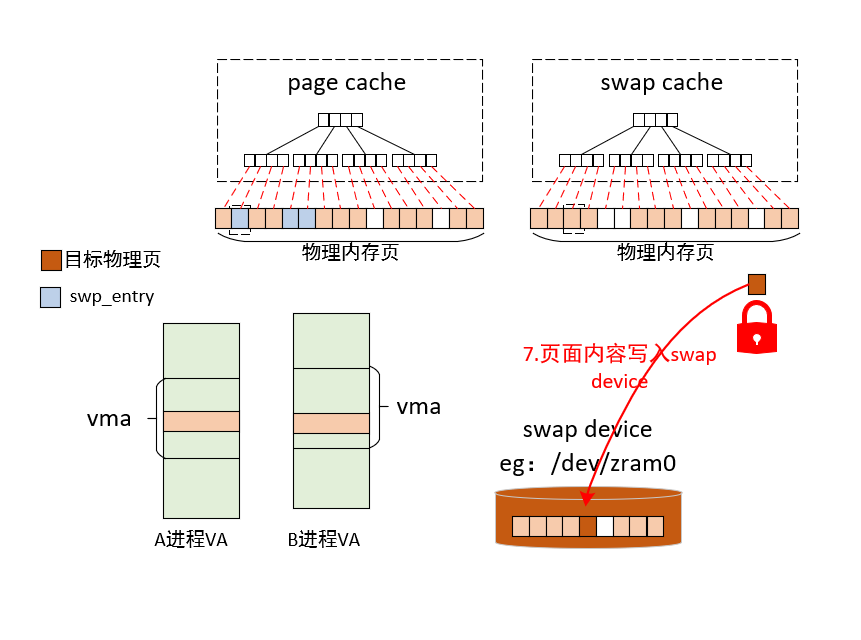 page cache
swap cache
物理内存页
物理内存页
目标物理页
swp_entry
7.页面内容写入swap
device
vma
vma
swap device
eg：/dev/zram0
A进程VA
B进程VA